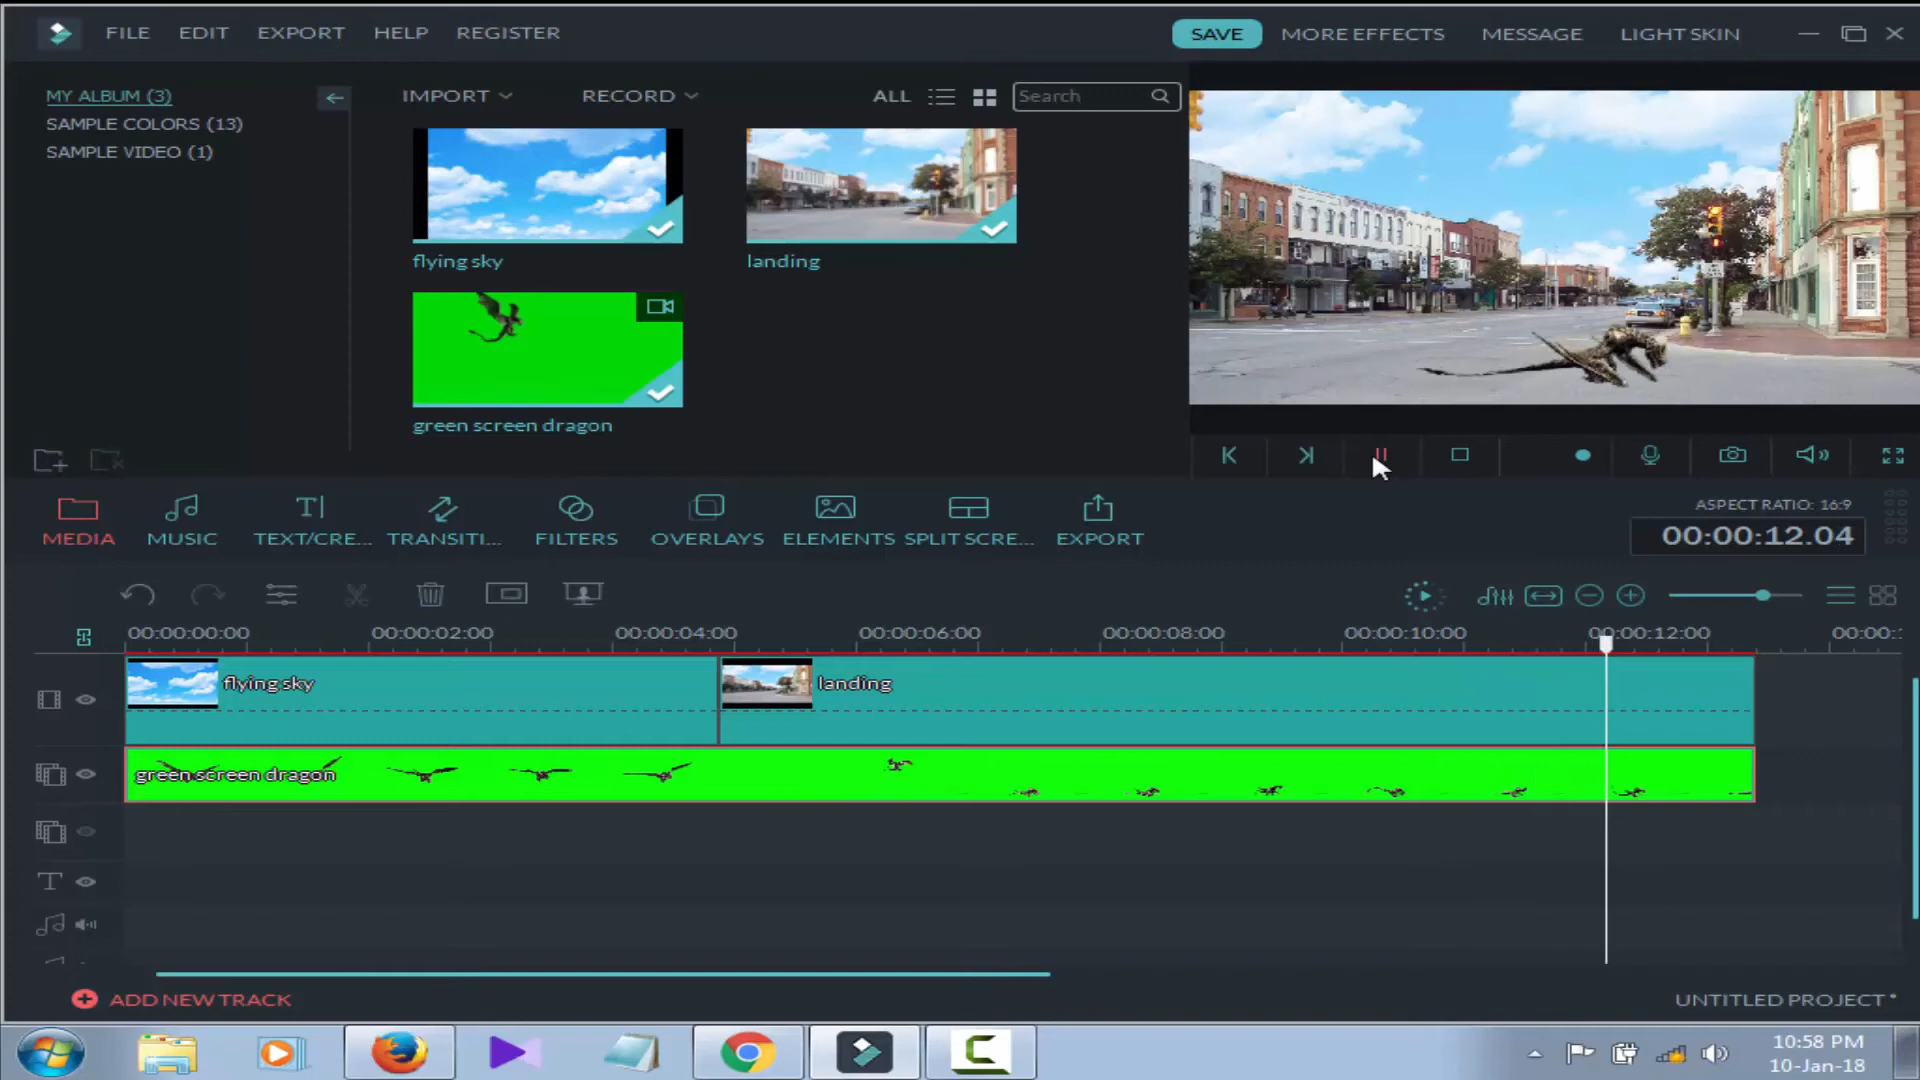 FILE EDIT EXPORT HELP REGISTER SAVE MORE EFFECTS MESSAGE LIGHT SKIN
MY ALBUM (3) IMPORT RECORD ALL Search
SAMPLE COLORS (13)
SAMPLE VIDEO (1)
flying sky landing
green screen dragon
ASPECT RATIO: 16:9
MEDIA MUSIC TEXT/CRE... TRANSITI... FILTERS OVERLAYS ELEMENTS SPLIT SCRE... EXPORT 00:00:12.04
00:00:00:00 00:00:02:00 00:00:04:00 00:00:06:00 00:00:08:00 00:00:10:00 00:00:12:00 00:00:
flying sky landing
green screen dragon
ADD NEW TRACK UNTITLED PROJECT *
10:58 PM
10-Jan-18